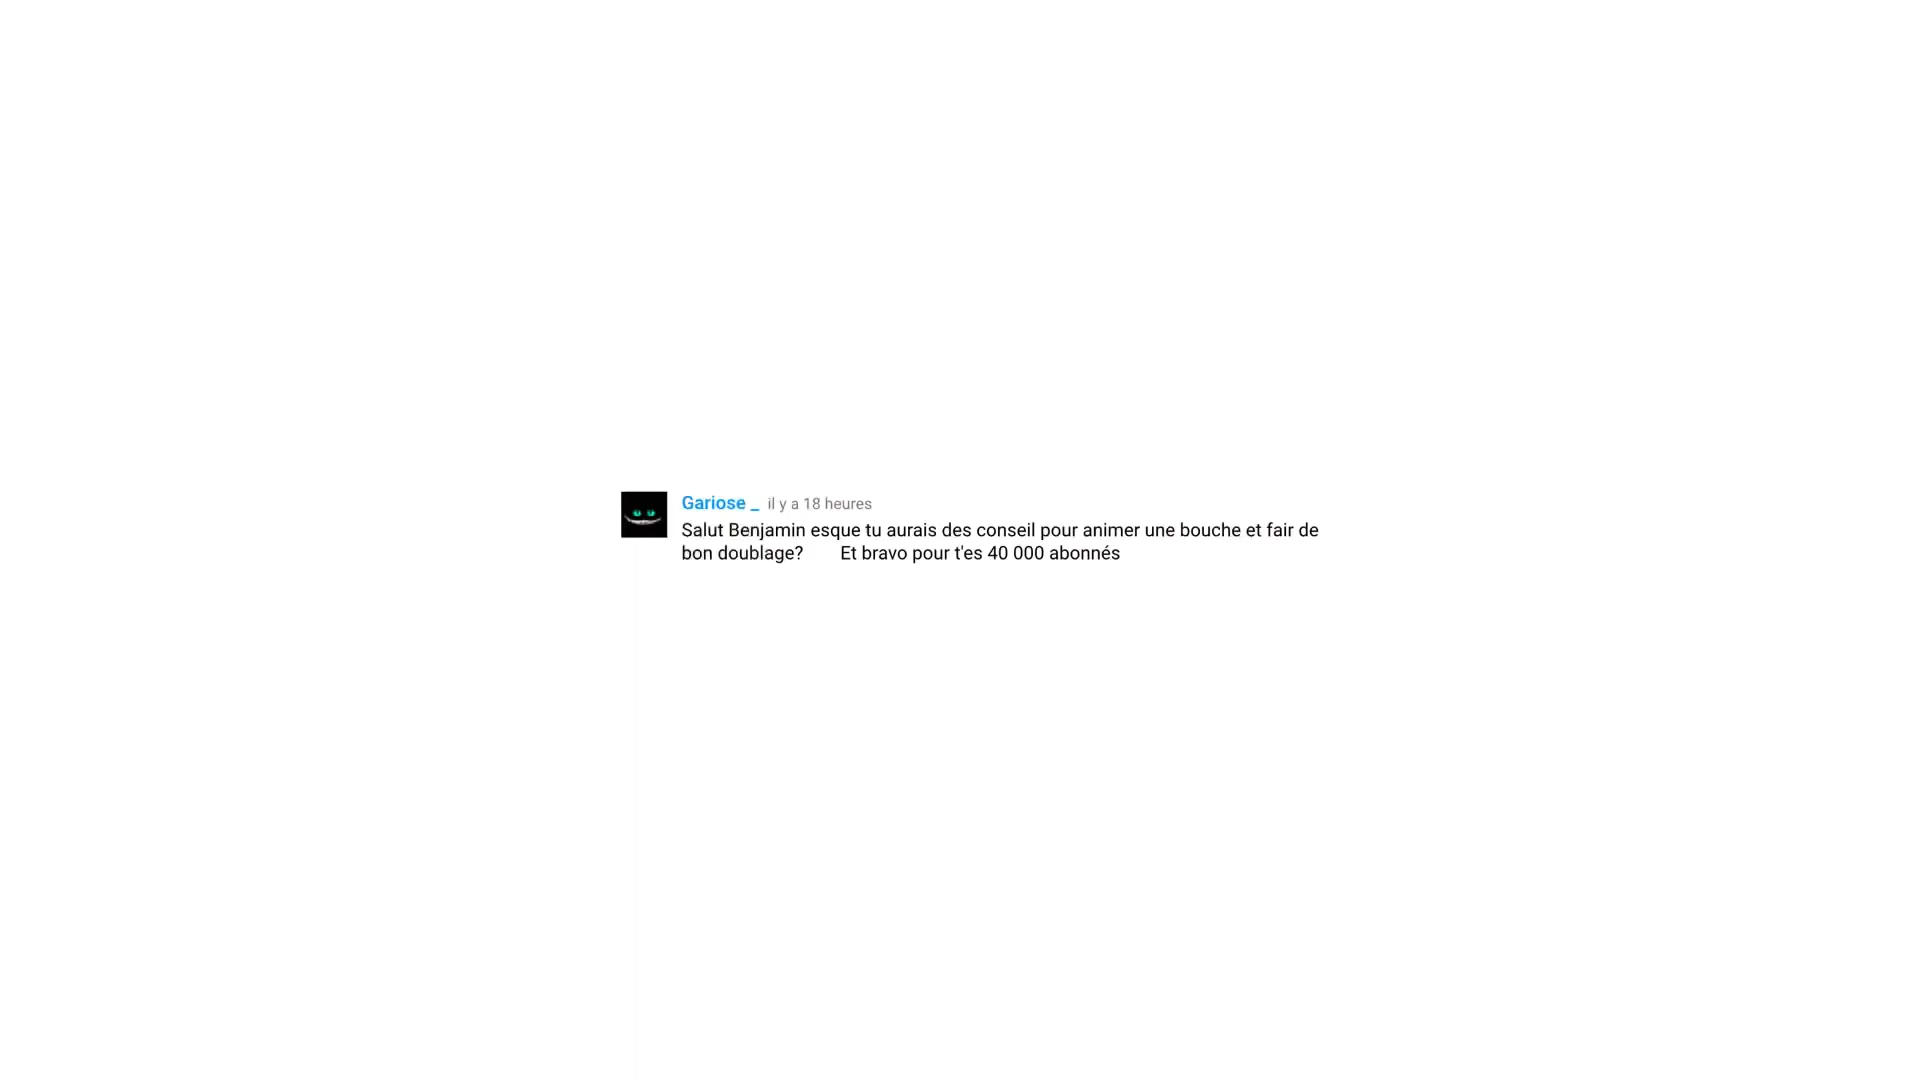 Gariose _ il y a 18 heures
Salut Benjamin esque tu aurais des conseil pour animer une bouche et fair de
bon doublage? Et bravo pour t'es 40 000 abonnés